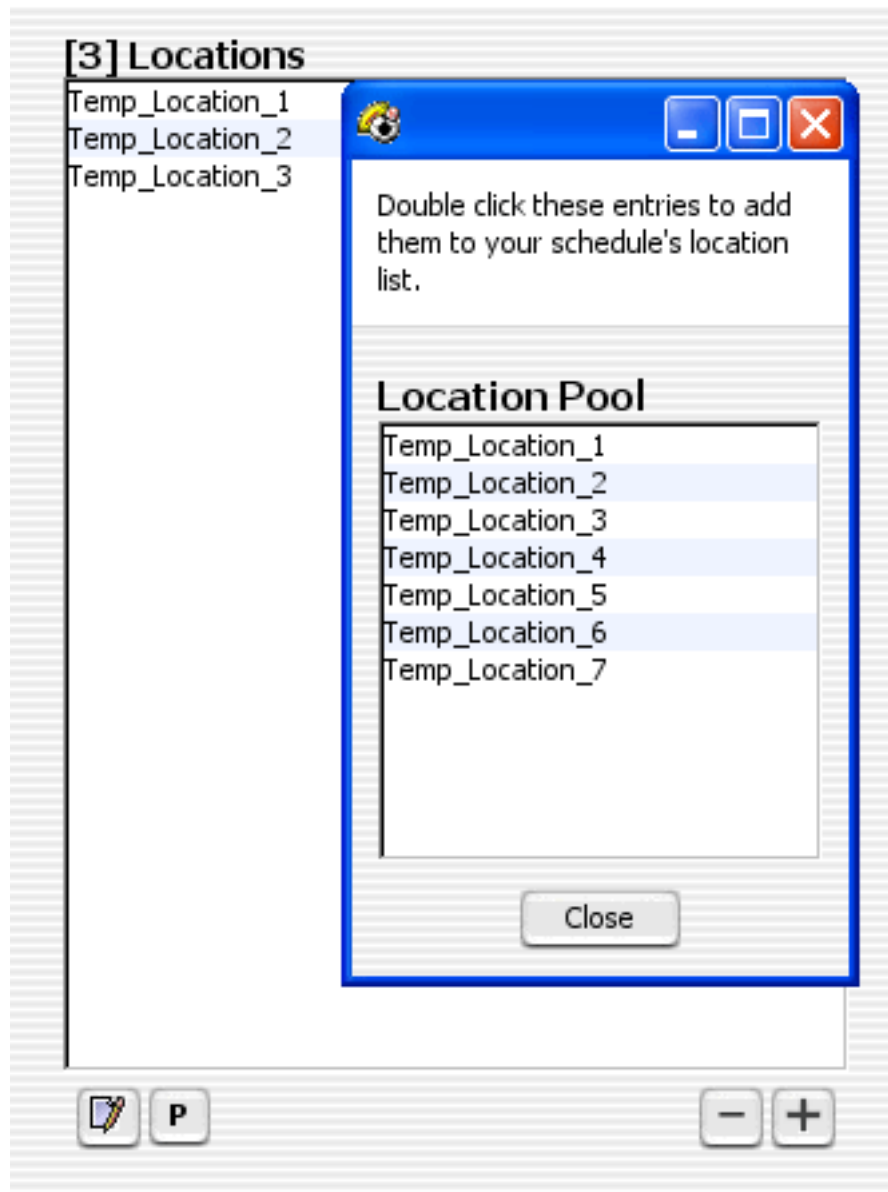 [3] Locations
Temp_Location_1
Temp_Location_2
Temp_Location_3
Double click these entries to add
them to your schedule's location
list.
Location Pool
Temp_Location_1
Temp_Location_2
Temp_Location_3
Temp_Location_4
Temp_Location_5
Temp_Location_6
Temp_Location_7
Close
P